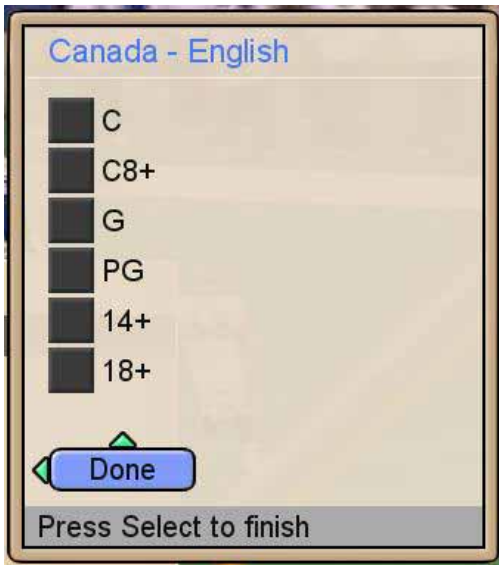 Canada - English
C
C8+
G
PG
14+
18+
Done
Press Select to finish